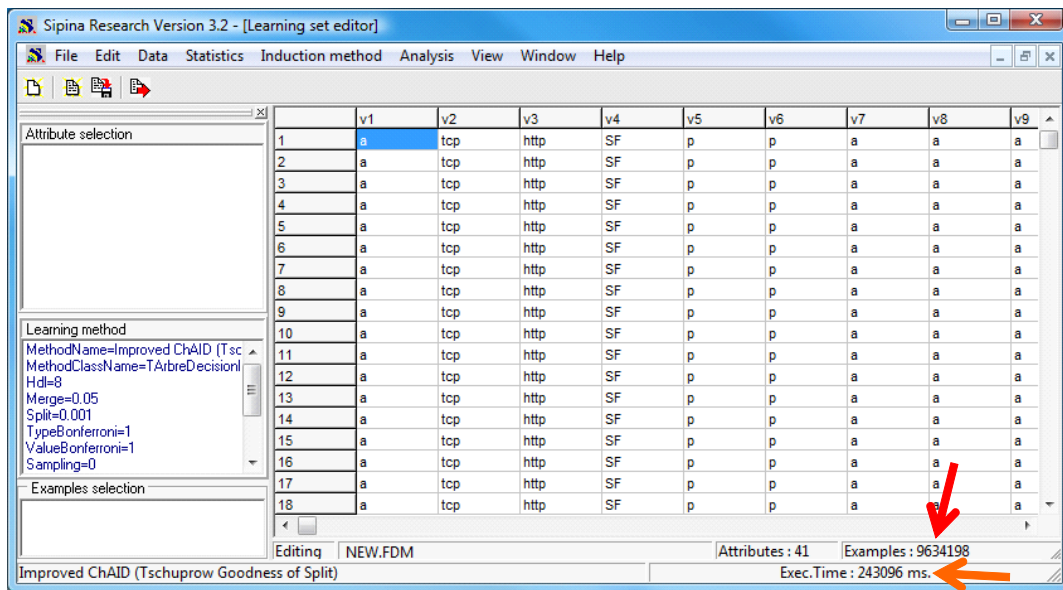 Sipina Research Version 3.2 - [Learning set editor]
File Edit Data Statistics Induction method Analysis View Window Help
Attribute selection
v1 v2 v3 v4 v5 v6 v7 v8 v9
1 a tcp http SF p p a a a
2 a tcp http SF p p a a a
3 a tcp http SF p p a a a
4 a tcp http SF p p a a a
5 a tcp http SF p p a a a
6 a tcp http SF p p a a a
7 a tcp http SF p p a a a
8 a tcp http SF p p a a a
9 a tcp http SF p p a a a
10 a tcp http SF p p a a a
11 a tcp http SF p p a a a
12 a tcp http SF p p a a a
13 a tcp http SF p p a a a
14 a tcp http SF p p a a a
15 a tcp http SF p p a a a
16 a tcp http SF p p a a a
17 a tcp http SF p p a a a
18 a tcp http SF p p a a a
Learning method
MethodName=Improved ChAID (Tsc
MethodClassName=TArbreDecisionI
Hdl=8
Merge=0.05
Split=0.001
TypeBonferroni=1
ValueBonferroni=1
Sampling=0
Examples selection
Editing NEW.FDM Attributes : 41 Examples : 9634198
Improved ChAID (Tschuprow Goodness of Split) Exec.Time : 243096 ms.